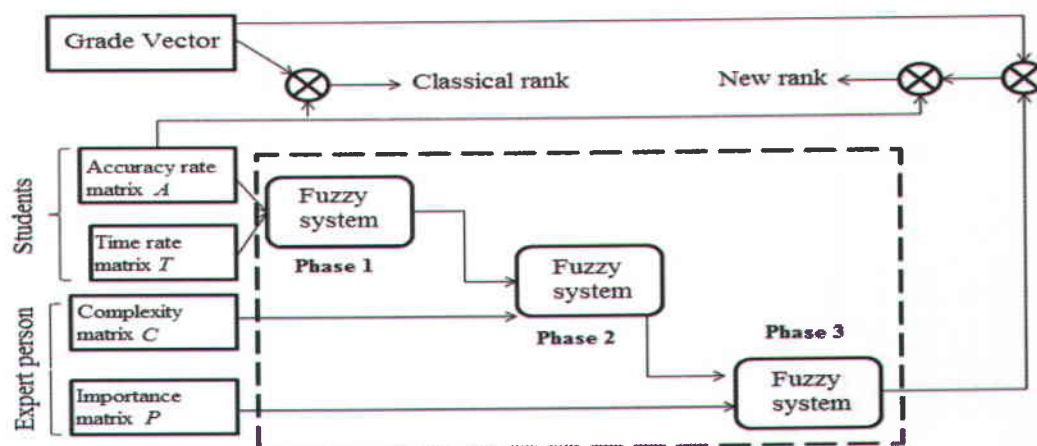 Grade Vector
Classical rank
New rank
Students
Accuracy rate
matrix A
Time rate
matrix T
Fuzzy
system
Phase 1
Fuzzy
system
Phase 2
Expert person
Complexity
matrix C
Importance
matrix P
Phase 3
Fuzzy
system